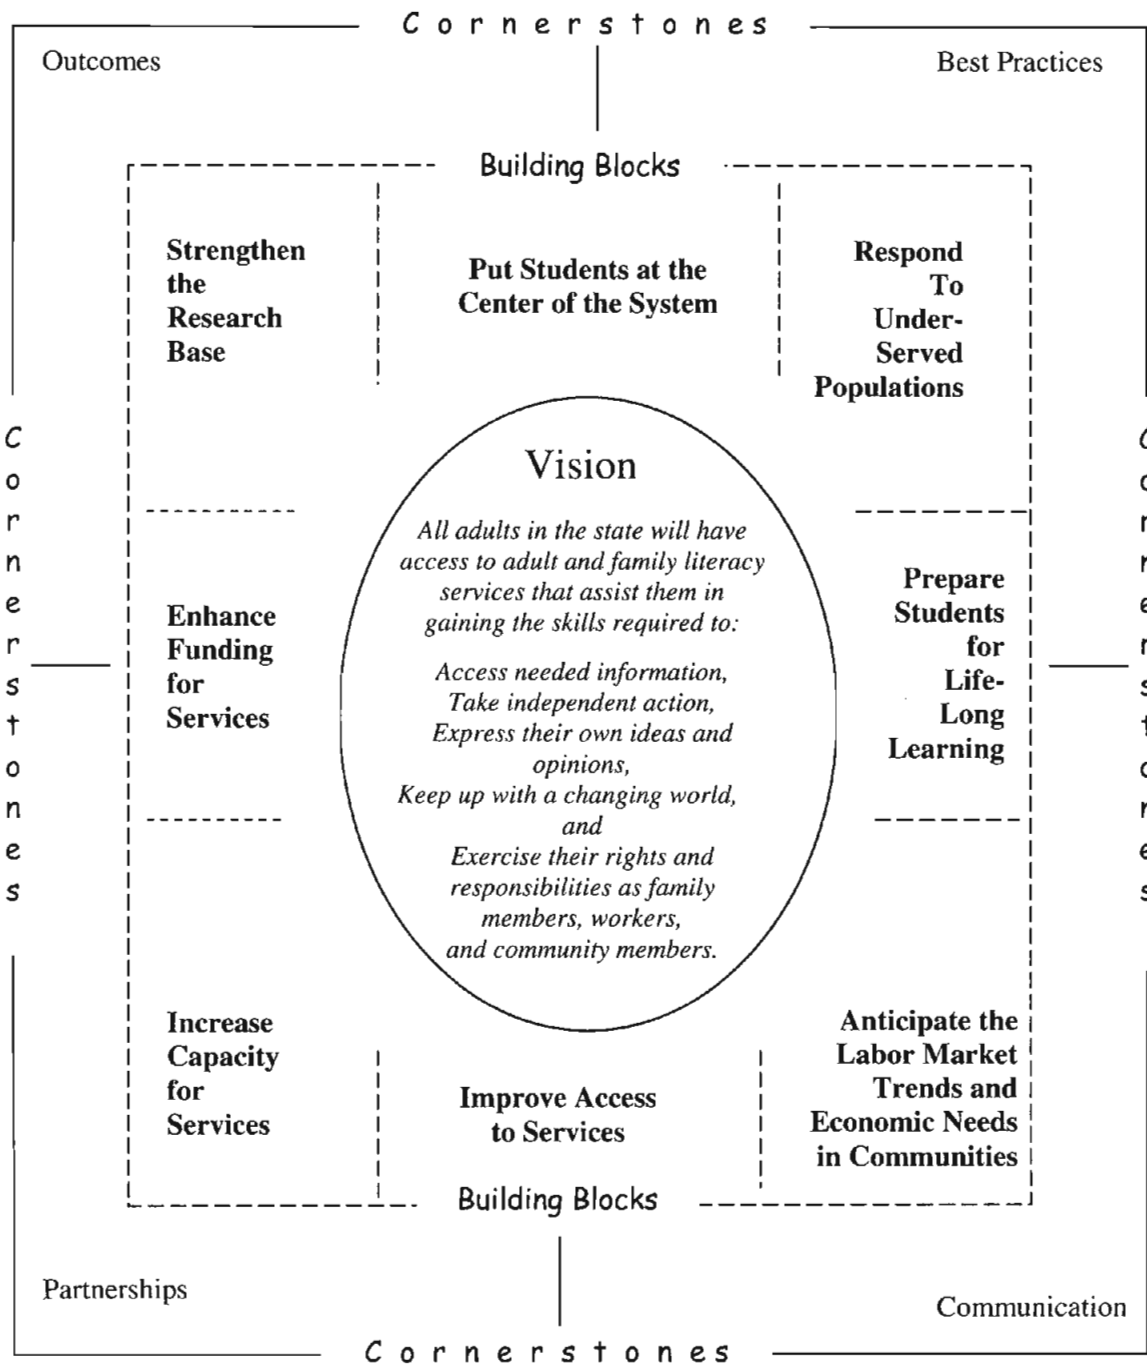 Cornerstones
Outcomes
Best Practices
Building Blocks
Strengthen
the
Research
Base
Put Students at the
Center of the System
Respond
To
Under-
Served
Populations
Cornerstones
Vision
All adults in the state will have
access to adult and family literacy
services that assist them in
gaining the skills required to:
Access needed information,
Take independent action,
Express their own ideas and
opinions,
Keep up with a changing world,
and
Exercise their rights and
responsibilities as family
members, workers,
and community members.
Cornerstones
Enhance
Funding
for
Services
Prepare
Students
for
Life-
Long
Learning
Increase
Capacity
for
Services
Improve Access
to Services
Anticipate the
Labor Market
Trends and
Economic Needs
in Communities
Building Blocks
Partnerships
Communication
Cornerstones